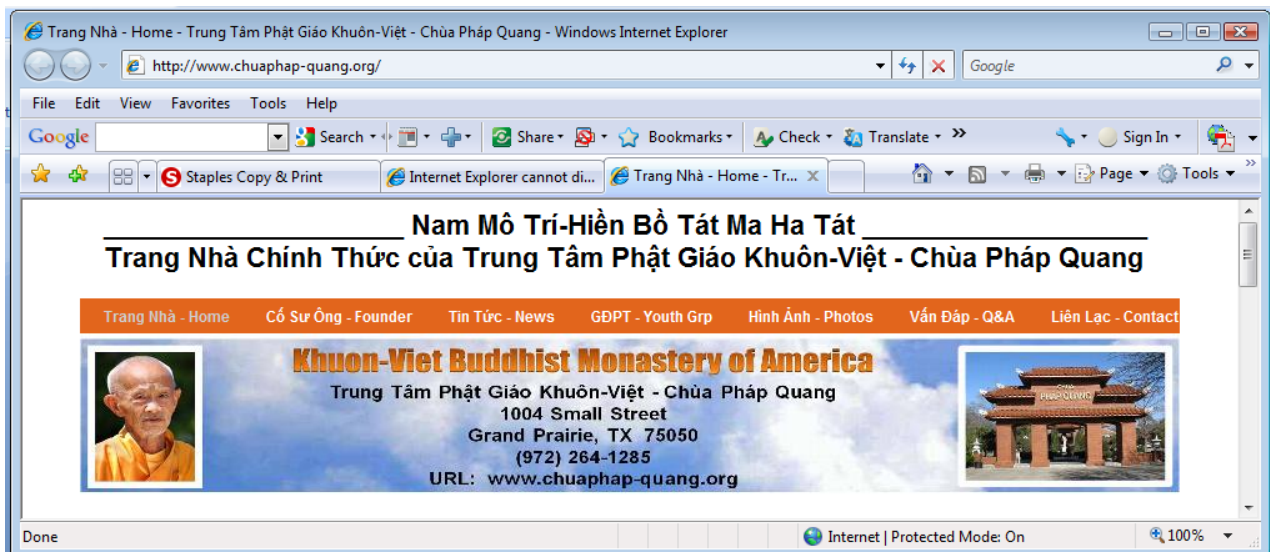 Trang Nhà - Home - Trung Tâm Phật Giáo Khuôn-Việt - Chùa Pháp Quang - Windows Internet Explorer
http://www.chuaphap-quang.org/ Google
File Edit View Favorites Tools Help
Google Search Share Bookmarks Check Translate Sign In
Staples Copy & Print Internet Explorer cannot di... Trang Nhà - Home - Tr... Page Tools
Nam Mô Trí-Hiền Bồ Tát Ma Ha Tát
Trang Nhà Chính Thức của Trung Tâm Phật Giáo Khuôn-Việt - Chùa Pháp Quang
Trang Nhà - Home Cố Sư Ông - Founder Tin Tức - News GĐPT - Youth Grp Hình Ảnh - Photos Vấn Đáp - Q&A Liên Lạc - Contact
Khuon-Viet Buddhist Monastery of America
Trung Tâm Phật Giáo Khuôn-Việt - Chùa Pháp Quang
1004 Small Street
Grand Prairie, TX 75050
(972) 264-1285
URL: www.chuaphap-quang.org
CHÙA
PHÁP QUANG
Done Internet | Protected Mode: On 100%